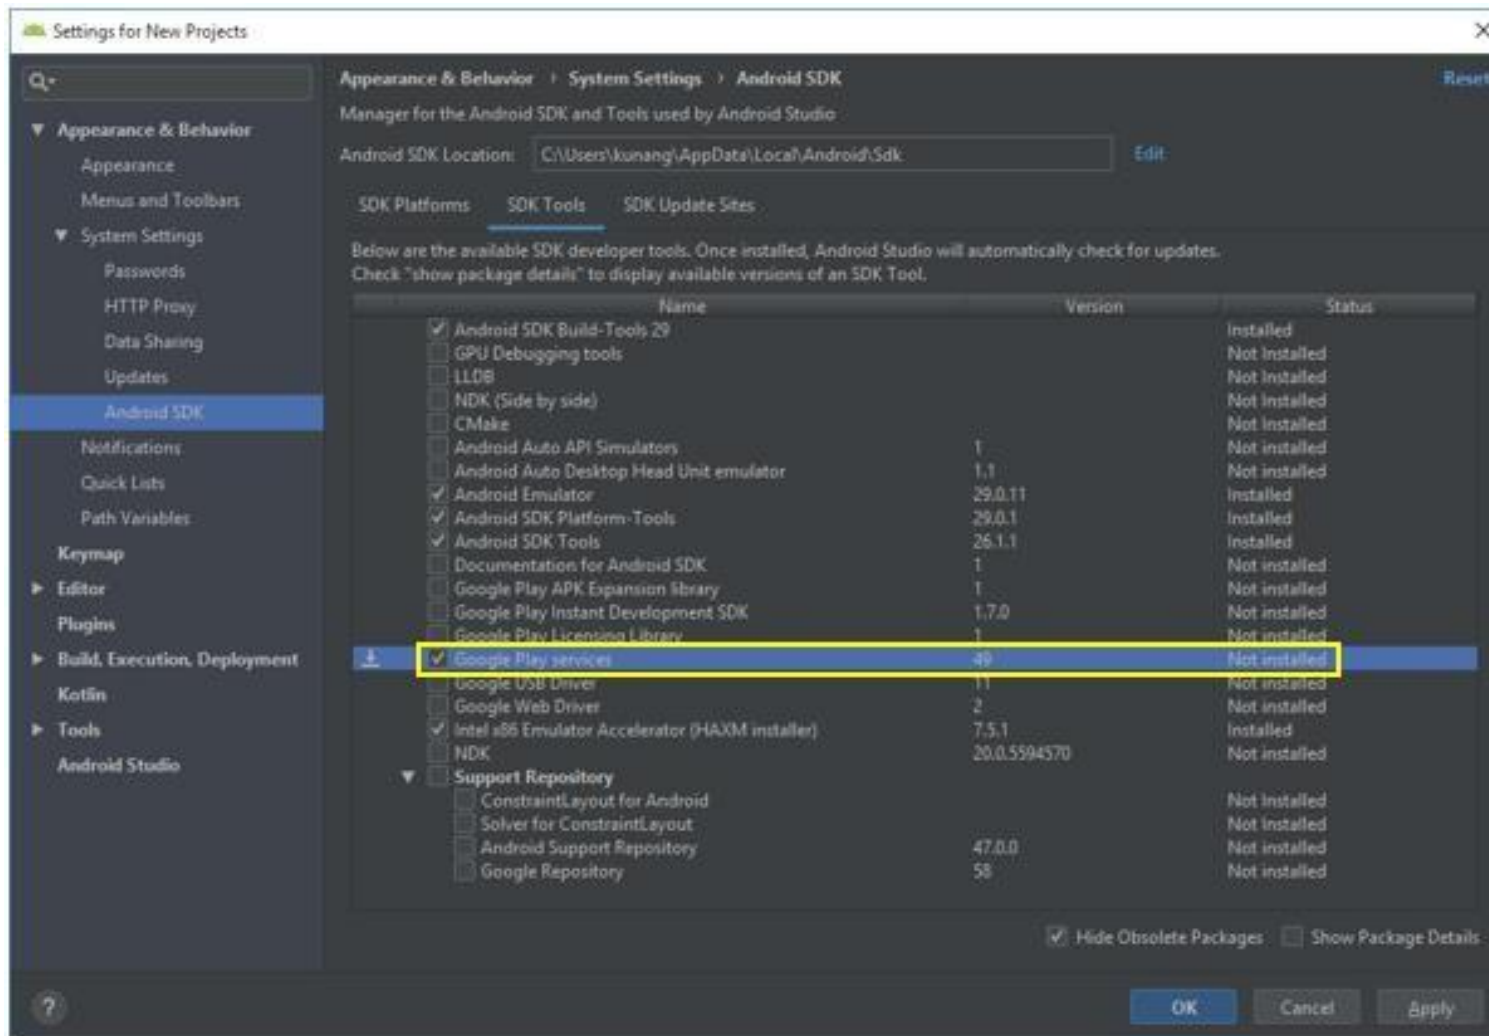 Settings for New Projects
Appearance & Behavior
Appearance
Menus and Toolbars
System Settings
Passwords
HTTP Proxy
Data Sharing
Updates
Android SDK
Notifications
Quick Lists
Path Variables
Keymap
Editor
Plugins
Build, Execution, Deployment
Kotlin
Tools
Android Studio
Appearance & Behavior › System Settings › Android SDK
Reset
Manager for the Android SDK and Tools used by Android Studio
Android SDK Location: C:\Users\kunang\AppData\Local\Android\Sdk Edit
SDK Platforms SDK Tools SDK Update Sites
Below are the available SDK developer tools. Once installed, Android Studio will automatically check for updates.
Check "show package details" to display available versions of an SDK Tool.
Name Version Status
Android SDK Build-Tools 29 Installed
GPU Debugging tools Not Installed
LLDB Not Installed
NDK (Side by side) Not Installed
CMake Not Installed
Android Auto API Simulators 1 Not installed
Android Auto Desktop Head Unit emulator 1.1 Not installed
Android Emulator 29.0.11 Installed
Android SDK Platform-Tools 29.0.1 Installed
Android SDK Tools 26.1.1 Installed
Documentation for Android SDK 1 Not installed
Google Play APK Expansion library 1 Not installed
Google Play Instant Development SDK 1.7.0 Not installed
Google Play Licensing Library 1 Not installed
Google Play services 49 Not installed
Google USB Driver 11 Not installed
Google Web Driver 2 Not installed
Intel x86 Emulator Accelerator (HAXM installer) 7.5.1 Installed
NDK 20.0.5594570 Not installed
Support Repository
ConstraintLayout for Android Not Installed
Solver for ConstraintLayout Not Installed
Android Support Repository 47.0.0 Not installed
Google Repository 58 Not installed
Hide Obsolete Packages Show Package Details
? OK Cancel Apply